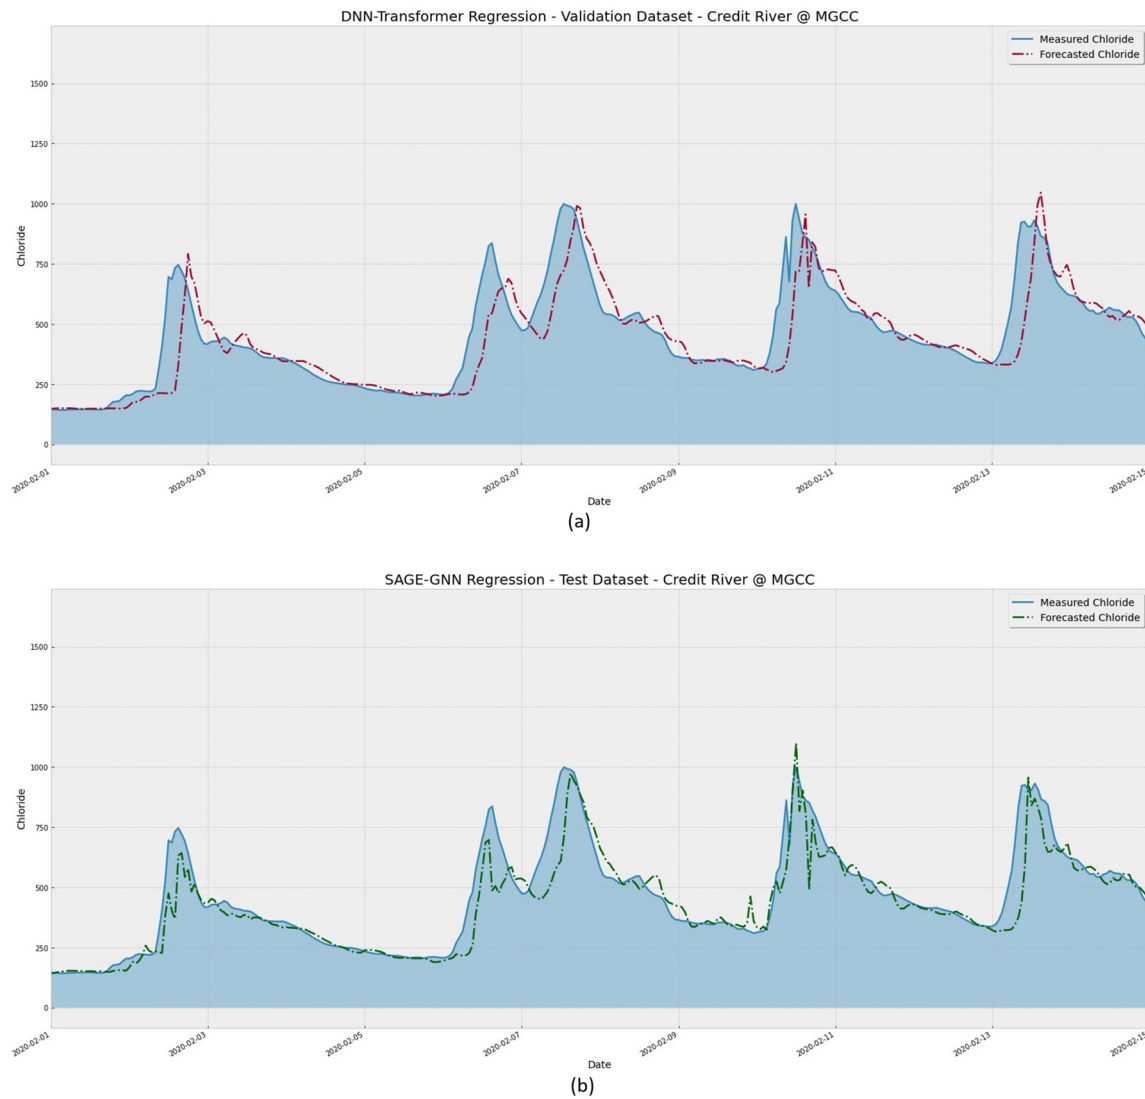 DNN-Transformer Regression - Validation Dataset - Credit River @ MGCC
Measured Chloride
Forecasted Chloride
1500
1250
1000
750
500
250
0
Chloride
2020-02-01
2020-02-03
2020-02-05
2020-02-07
2020-02-09
2020-02-11
2020-02-13
2020-02-15
Date
(a)
SAGE-GNN Regression - Test Dataset - Credit River @ MGCC
Measured Chloride
Forecasted Chloride
1500
1250
1000
750
500
250
0
Chloride
2020-02-01
2020-02-03
2020-02-05
2020-02-07
2020-02-09
2020-02-11
2020-02-13
2020-02-15
Date
(b)